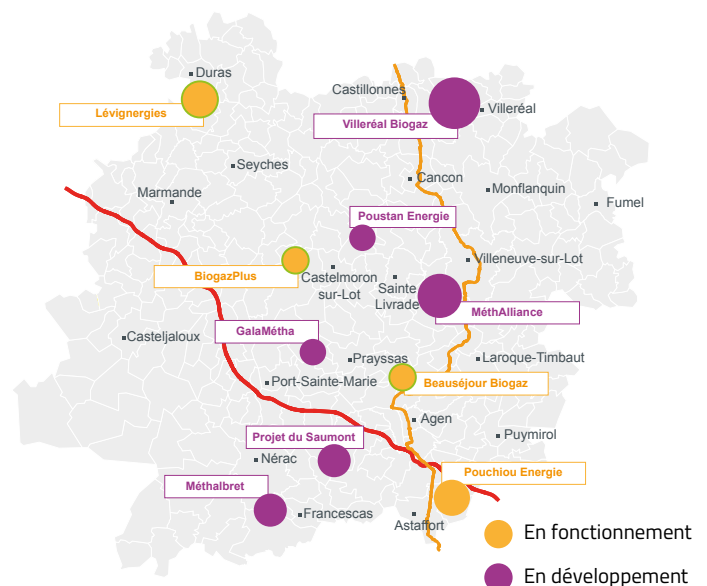 Duras
Castillonnes
Lévignergies
Villeréal
Villeréal Biogaz
Seyches
Cancon
Monflanquin
Marmande
Fumel
Poustan Energie
Villeneuve-sur-Lot
BiogazPlus
Castelmoron
sur-Lot
Sainte
Livrade
MéthAlliance
GalaMétha
Casteljaloux
Prayssas
Laroque-Timbaut
Port-Sainte-Marie
Beauséjour Biogaz
Agen
Projet du Saumont
Puymirol
Nérac
Pouchiou Energie
Méthalbret
Francescas
Astaffort
En fonctionnement
En développement